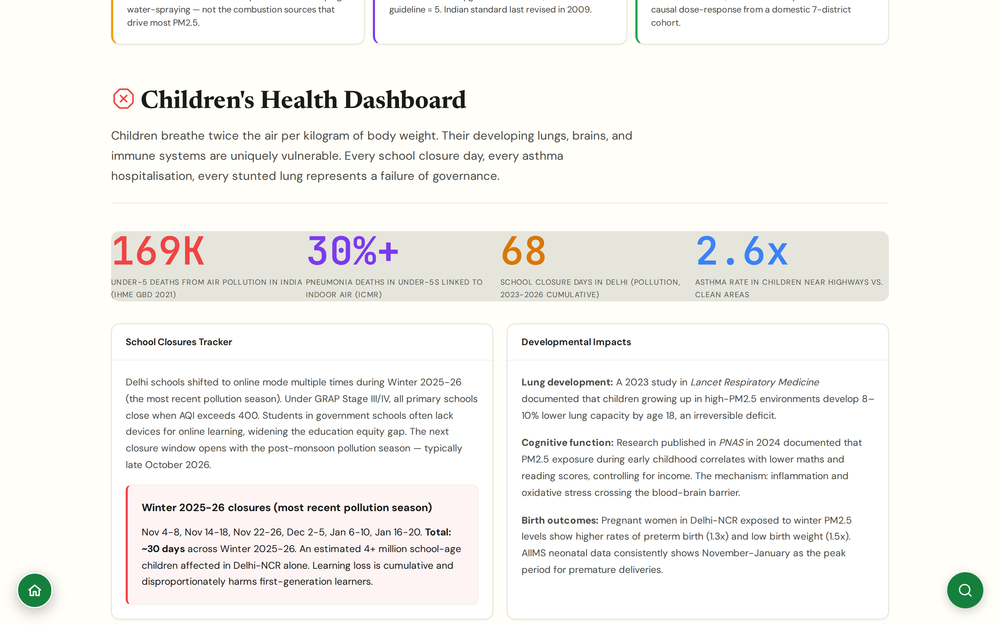 water-spraying — not the combustion sources that
drive most PM2.5.
guideline = 5. Indian standard last revised in 2009.
causal dose-response from a domestic 7-district
cohort.
Children's Health Dashboard
Children breathe twice the air per kilogram of body weight. Their developing lungs, brains, and
immune systems are uniquely vulnerable. Every school closure day, every asthma
hospitalisation, every stunted lung represents a failure of governance.
169K
UNDER-5 DEATHS FROM AIR POLLUTION IN INDIA
(IHME GBD 2021)
30%+
PNEUMONIA DEATHS IN UNDER-5S LINKED TO
INDOOR AIR (ICMR)
68
SCHOOL CLOSURE DAYS IN DELHI (POLLUTION,
2023-2026 CUMULATIVE)
2.6x
ASTHMA RATE IN CHILDREN NEAR HIGHWAYS VS.
CLEAN AREAS
School Closures Tracker
Delhi schools shifted to online mode multiple times during Winter 2025-26
(the most recent pollution season). Under GRAP Stage III/IV, all primary schools
close when AQI exceeds 400. Students in government schools often lack
devices for online learning, widening the education equity gap. The next
closure window opens with the post-monsoon pollution season — typically
late October 2026.
Winter 2025-26 closures (most recent pollution season)
Nov 4-8, Nov 14-18, Nov 22-26, Dec 2-5, Jan 6-10, Jan 16-20. Total:
~30 days across Winter 2025-26. An estimated 4+ million school-age
children affected in Delhi-NCR alone. Learning loss is cumulative and
disproportionately harms first-generation learners.
Developmental Impacts
Lung development: A 2023 study in Lancet Respiratory Medicine
documented that children growing up in high-PM2.5 environments develop 8–
10% lower lung capacity by age 18, an irreversible deficit.
Cognitive function: Research published in PNAS in 2024 documented that
PM2.5 exposure during early childhood correlates with lower maths and
reading scores, controlling for income. The mechanism: inflammation and
oxidative stress crossing the blood-brain barrier.
Birth outcomes: Pregnant women in Delhi-NCR exposed to winter PM2.5
levels show higher rates of preterm birth (1.3x) and low birth weight (1.5x).
AIIMS neonatal data consistently shows November-January as the peak
period for premature deliveries.